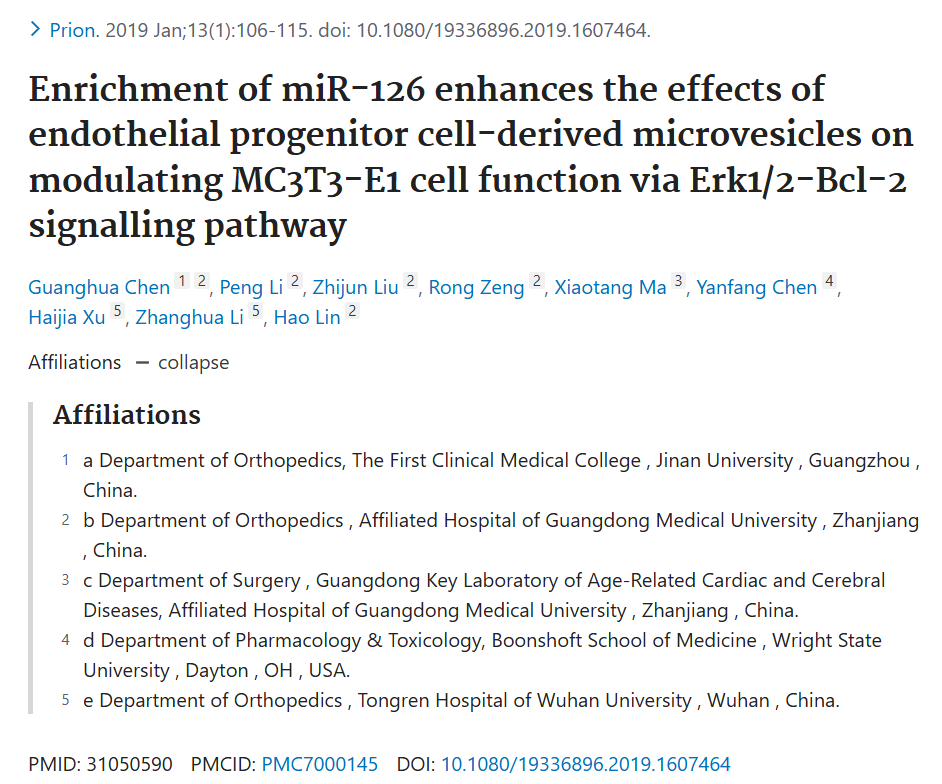 Prion. 2019 Jan;13(1):106-115. doi: 10.1080/19336896.2019.1607464.
Enrichment of miR-126 enhances the effects of
endothelial progenitor cell-derived microvesicles on
modulating MC3T3-E1 cell function via Erk1/2-Bcl-2
signalling pathway
Guanghua Chen 1 2, Peng Li 2, Zhijun Liu 2, Rong Zeng 2, Xiaotang Ma 3, Yanfang Chen 4,
Haijia Xu 5, Zhanghua Li 5, Hao Lin 2
Affiliations — collapse
Affiliations
1 a Department of Orthopedics, The First Clinical Medical College , Jinan University , Guangzhou ,
China.
2 b Department of Orthopedics , Affiliated Hospital of Guangdong Medical University , Zhanjiang
, China.
3 c Department of Surgery , Guangdong Key Laboratory of Age-Related Cardiac and Cerebral
Diseases, Affiliated Hospital of Guangdong Medical University , Zhanjiang , China.
4 d Department of Pharmacology & Toxicology, Boonshoft School of Medicine , Wright State
University , Dayton , OH , USA.
5 e Department of Orthopedics , Tongren Hospital of Wuhan University , Wuhan , China.
PMID: 31050590 PMCID: PMC7000145 DOI: 10.1080/19336896.2019.1607464